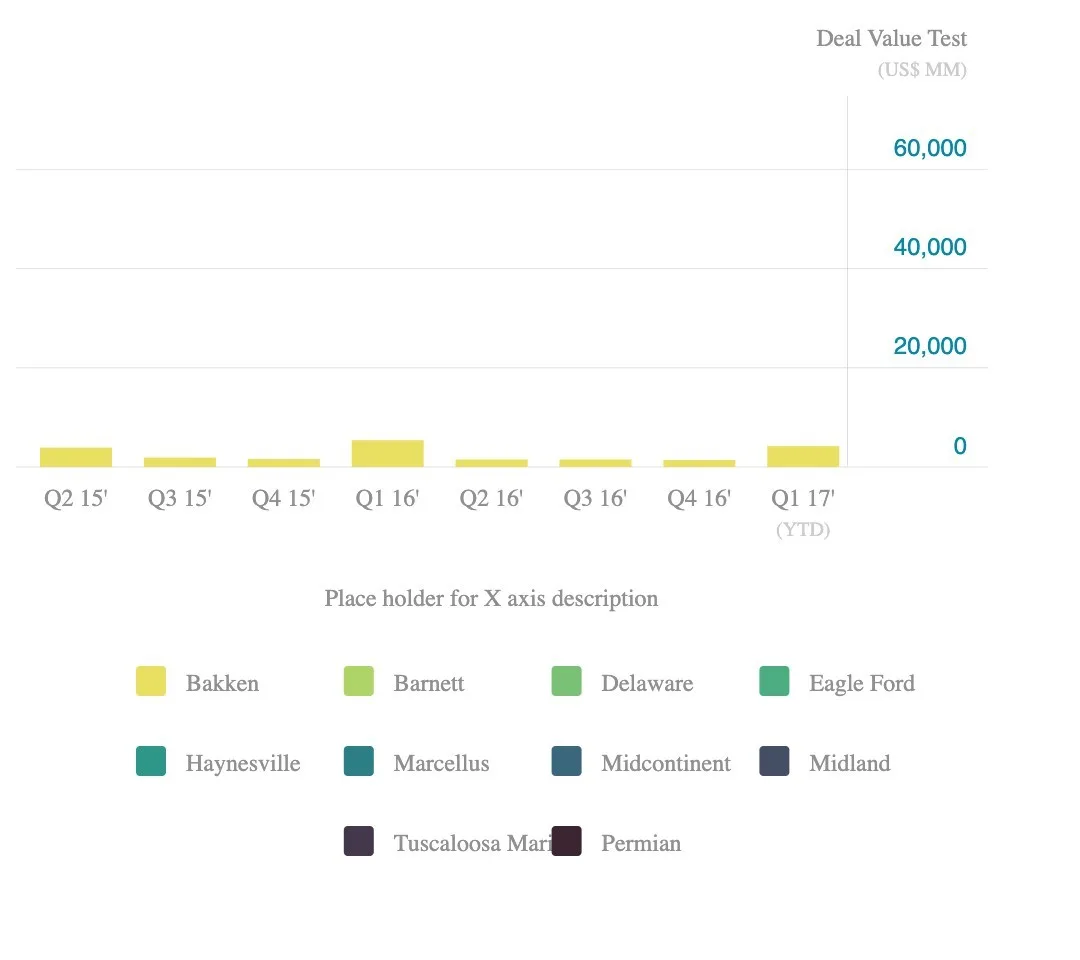 Deal Value Test
(US$ MM)
60,000
40,000
20,000
0
Q2 15' Q3 15' Q4 15' Q1 16' Q2 16' Q3 16' Q4 16' Q1 17'
(YTD)
Place holder for X axis description
Bakken Barnett Delaware Eagle Ford
Haynesville Marcellus Midcontinent Midland
Tuscaloosa Mari Permian